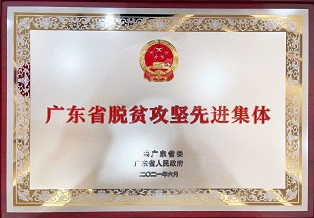 广东省脱贫攻坚先进集体
中共广东省委
广东省人民政府
二〇二一年六月